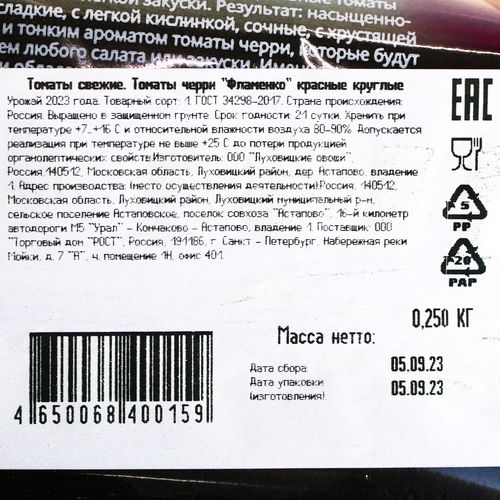 закуски. Результат: насыщенно-
сладкие, с легкой кислинкой, сочные, с хрустящей
и тонким ароматом томаты черри, которые будут
любого салата или закуски.
Томаты свежие. Томаты черри "Фламенко" красные круглые
Урожай 2023 года. Товарный сорт: 1. ГОСТ 34298-2017. Страна происхождения:
Россия. Выращено в защищенном грунте. Срок годности: 21 сутки. Хранить при
температуре +7...+16 С и относительной влажности воздуха 80-90%. Допускается
реализация при температуре не выше +25 С до потери продукцией
органолептических свойств.Изготовитель: ООО "Луховицкие овощи".
Россия 140512, Московская область, Луховицкий район, дер. Астапово, владение
1. Адрес производства: (место осуществления деятельности):Россия, 140512,
Московская область, Луховицкий район, Луховицкий муниципальный р-н,
сельское поселение Астаповское, поселок совхоза "Астапово", 16-й километр
автодороги М5 "Урал" - Кончаково - Астапово, владение 1. Поставщик: ООО
"Торговый дом "РОСТ", Россия, 191186, г. Санкт - Петербург, Набережная реки
Мойки, д. 7 "А", ч. помещение 1Н, офис 401.
EAC
5
PP
20
PAP
0,250 КГ
Масса нетто:
Дата сбора: 05.09.23
Дата упаковки 05.09.23
(изготовления):
4 650068 400159